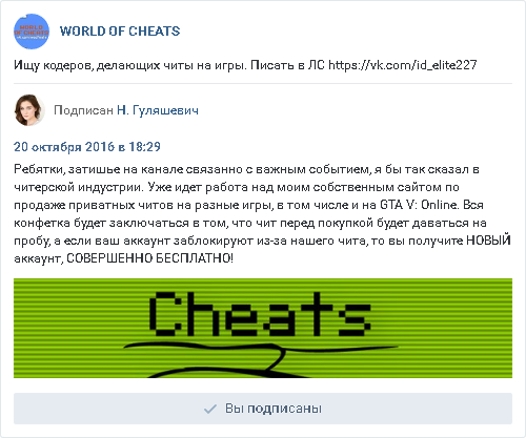 WORLD OF CHEATS
Ищу кодеров, делающих читы на игры. Писать в ЛС https://vk.com/id_elite227
Подписан Н. Гуляшевич
20 октября 2016 в 18:29
Ребятки, затишье на канале связанно с важным событием, я бы так сказал в
читерской индустрии. Уже идет работа над моим собственным сайтом по
продаже приватных читов на разные игры, в том числе и на GTA V: Online. Вся
конфетка будет заключаться в том, что чит перед покупкой будет даваться на
пробу, а если ваш аккаунт заблокируют из-за нашего чита, то вы получите НОВЫЙ
аккаунт, СОВЕРШЕННО БЕСПЛАТНО!
Cheats
Вы подписаны